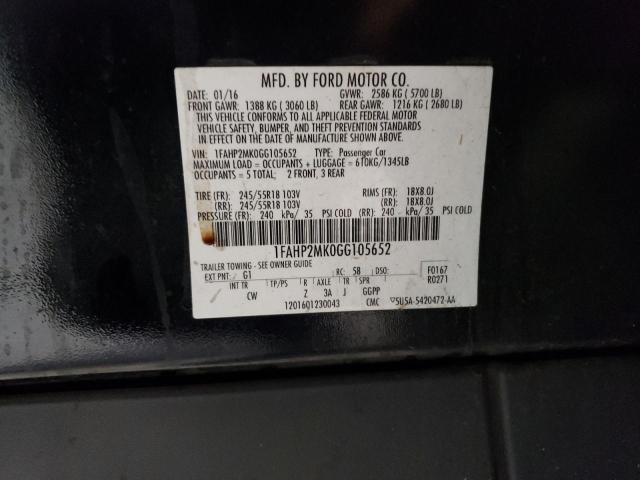 MFD. BY FORD MOTOR CO.
DATE: 01/16 GVWR: 2586 KG ( 5700 LB)
FRONT GAWR: 1388 KG ( 3060 LB) REAR GAWR: 1216 KG ( 2680 LB)
THIS VEHICLE CONFORMS TO ALL APPLICABLE FEDERAL MOTOR
VEHICLE SAFETY, BUMPER, AND THEFT PREVENTION STANDARDS
IN EFFECT ON THE DATE OF MANUFACTURE SHOWN ABOVE.
VIN: 1FAHP2MK0GG105652 TYPE: Passenger Car
MAXIMUM LOAD = OCCUPANTS + LUGGAGE = 610KG/1345LB
OCCUPANTS = 5 TOTAL: 2 FRONT, 3 REAR
TIRE (FR): 245/55R18 103V RIMS (FR): 18X8.0J
(RR): 245/55R18 103V (RR): 18X8.0J
PRESSURE (FR): 240 kPa/ 35 PSI COLD (RR): 240 kPa/ 35 PSI COLD
1FAHP2MK0GG105652
TRAILER TOWING - SEE OWNER GUIDE
EXT PNT: G1 RC: 58 DSO: F0167
INT TR TP/PS R AXLE TR SPR R0271
CW Z 3A J GGPP
12016Q1230043 CMC 5U5A-5420472-AA